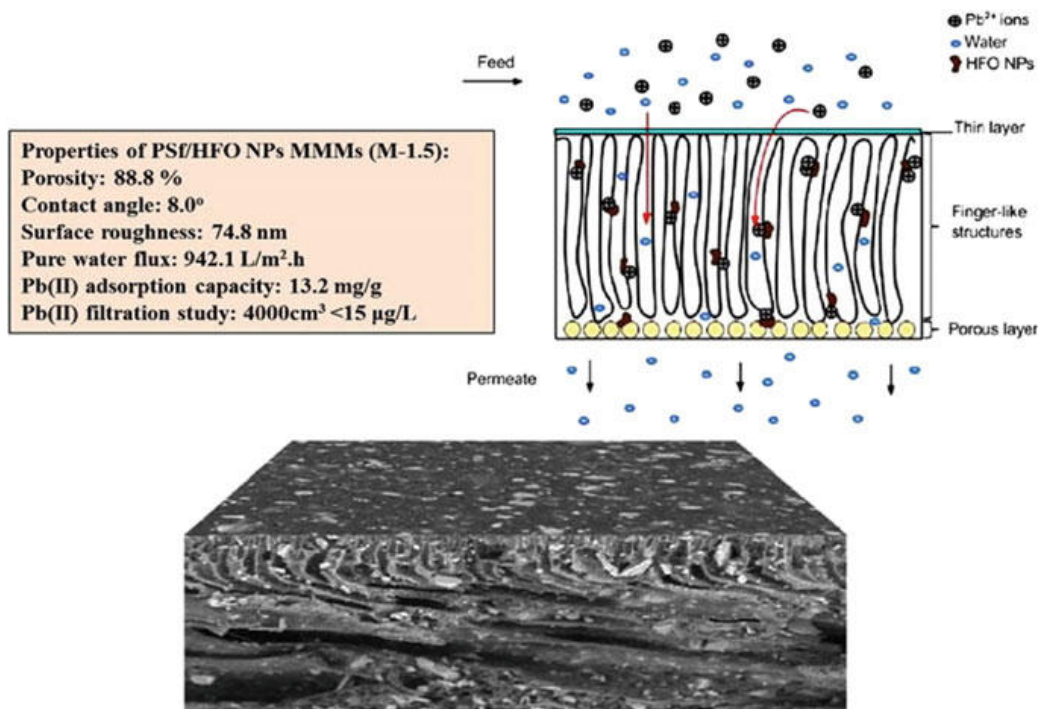 Pb²⁺ ions
Water
HFO NPs
Feed
Thin layer
Properties of PSf/HFO NPs MMMs (M-1.5):
Porosity: 88.8 %
Contact angle: 8.0º
Surface roughness: 74.8 nm
Pure water flux: 942.1 L/m².h
Pb(II) adsorption capacity: 13.2 mg/g
Pb(II) filtration study: 4000cm³ <15 µg/L
Finger-like
structures
Porous layer
Permeate